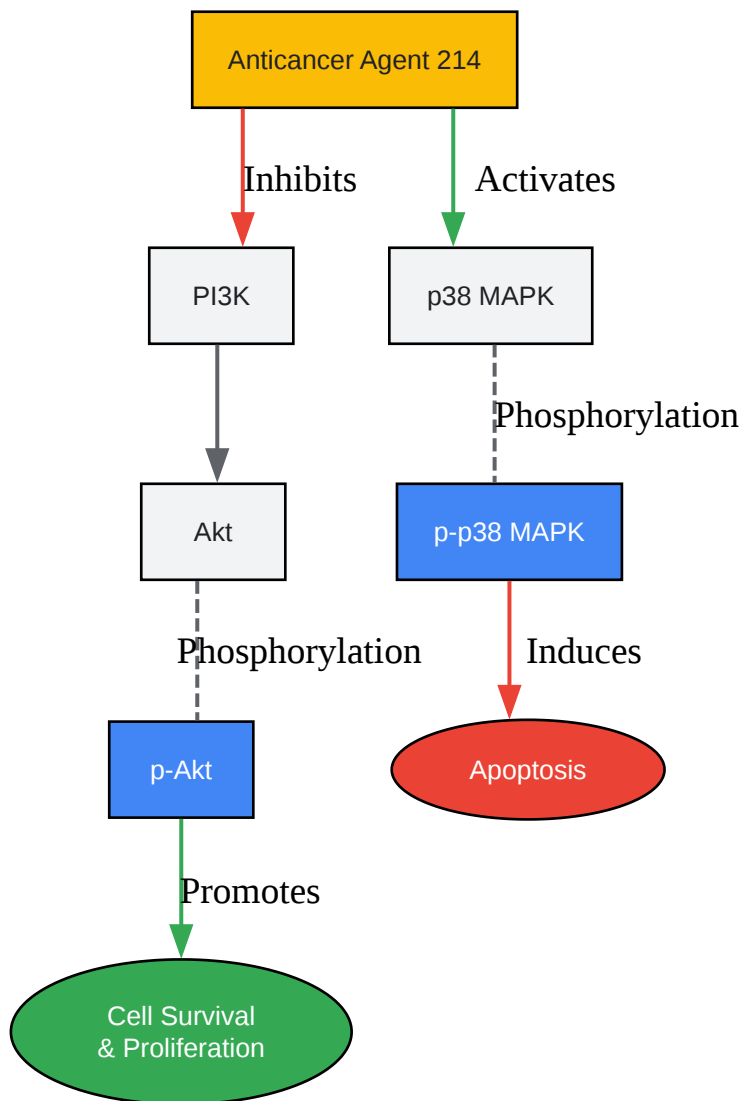 Anticancer Agent 214
Inhibits
Activates
PI3K
p38 MAPK
Phosphorylation
Akt
p-p38 MAPK
Phosphorylation
Induces
p-Akt
Apoptosis
Promotes
Cell Survival
& Proliferation